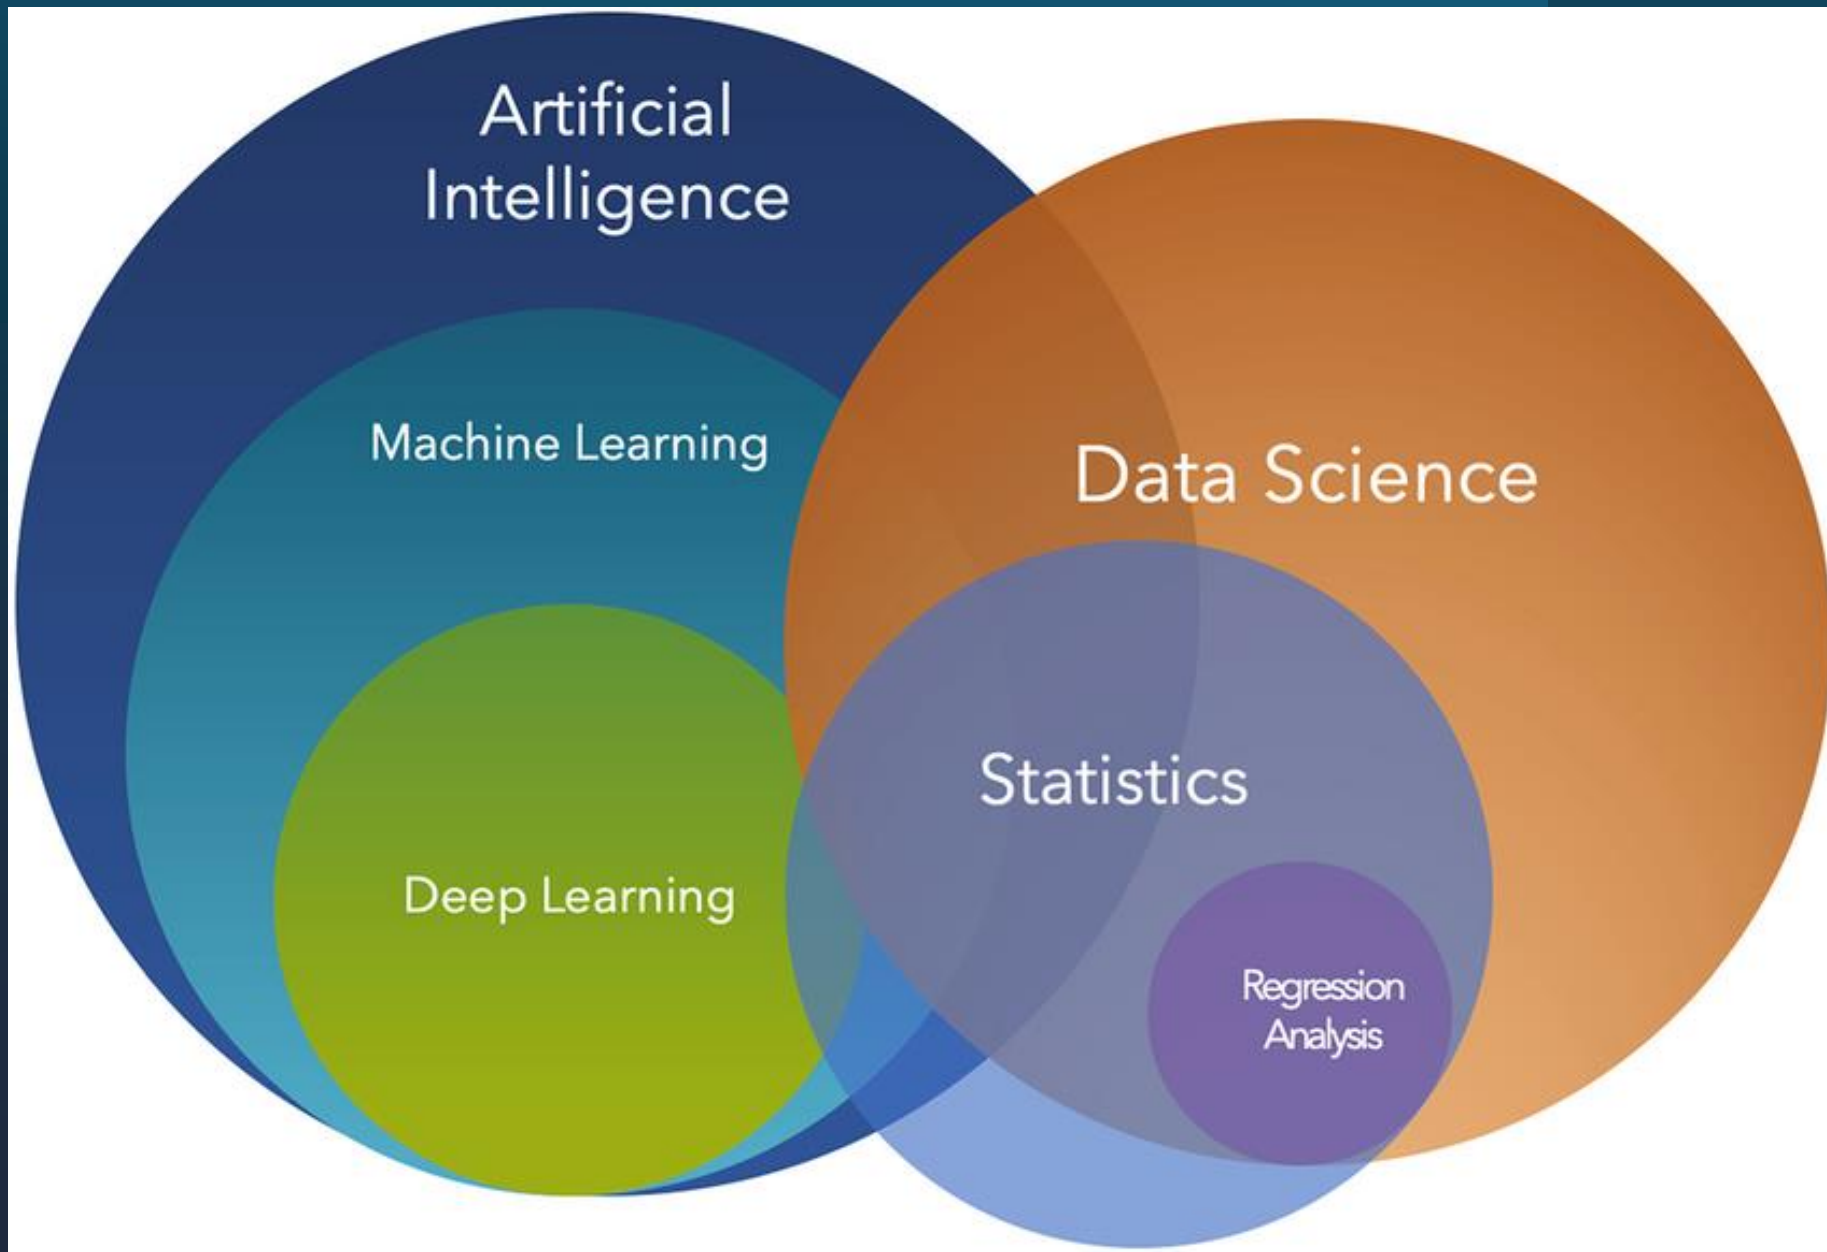 Artificial
Intelligence
Machine Learning
Data Science
Statistics
Deep Learning
Regression
Analysis